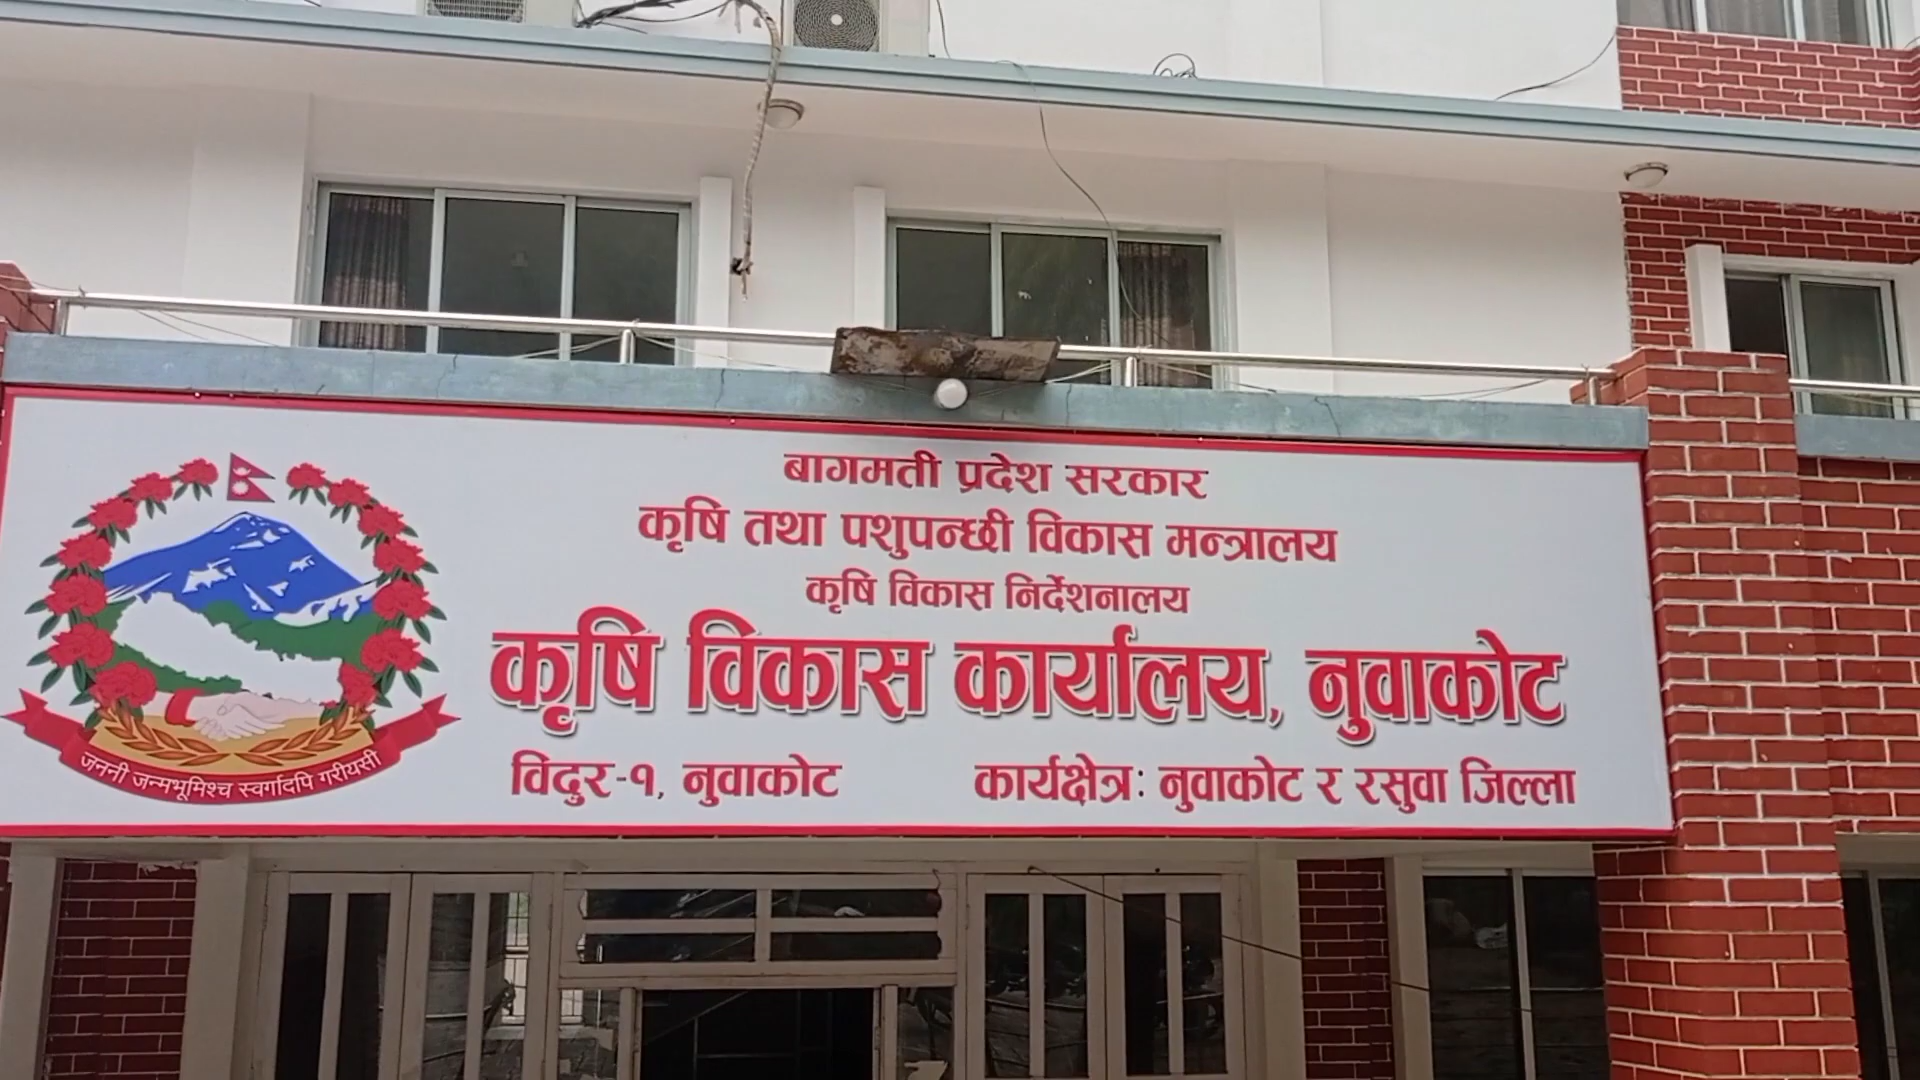 बागमती प्रदेश सरकार
कृषि तथा पशुपन्छी विकास मन्त्रालय
कृषि विकास निर्देशनालय
कृषि विकास कार्यालय, नुवाकोट
विदुर-१, नुवाकोट
कार्यक्षेत्र: नुवाकोट र रसुवा जिल्ला
जननी जन्मभूमिश्च स्वर्गादपि गरीयसी